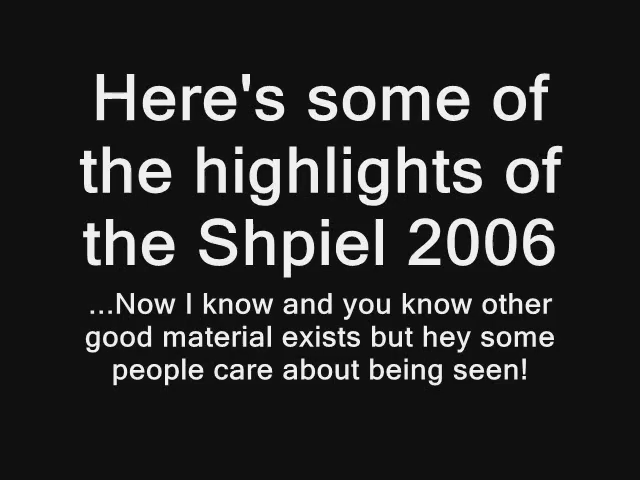 Here's some of
the highlights of
the Shpiel 2006
...Now I know and you know other
good material exists but hey some
people care about being seen!